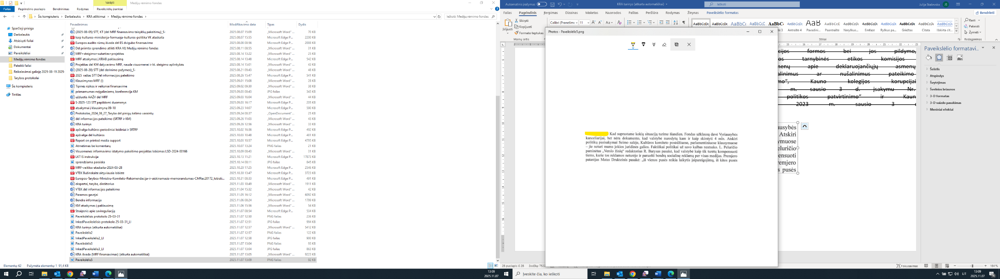 Valdyti
Medijų rėmimo fondas
Failas
Pagrindinis puslapis
Bendrinimas
Rodymas
Paveikslėlių įrankiai
Šis kompiuteris > Darbalaukis > KRA atlikimui > Medijų rėmimo fondas
Ieškoti: Medijų rėmimo fondas
Sparčioji prieiga
Darbalaukis
Atsisiųsti failai
Dokumentai
Paveikslėliai
Medijų rėmimo fondas
Pateikti failai
Reikalavimai galioję 2025-08-19 2025-
Tarybos protokolai
Šis kompiuteris
Tinklas
Pavadinimas Modifikavimo data Tipas Dydis
(2025-08-05) STT, KT (dėl MRF finansavimo taisyklių pakeitimų)_S- 2025.08.07 15:09 „Microsoft Word“ ... 70 KB
kaip kulturos-ministerija-formuoja-kulturos-politika VK ataskaita 2025.08.07 15:55 Microsoft Edge P... 2200 KB
Europos audito rūmų išvada dėl ES dvigubo finansavimo 2025.08.08 08:56 Microsoft Edge P... 2008 KB
Dėl priimto sprendimo atlikti KRA VšĮ Medijų rėmimo fondas 2025.08.11 08:55 „Microsoft Word“ ... 31 KB
MRF+steigimo+sutarties+projektas 2025.08.14 13:22 „Microsoft Word“ ... 25 KB
MRF atsakymas į KRAB paklausimą 2025.08.14 13:48 Microsoft Edge P... 542 KB
Projektas dėl KM dalyvavimo MRF, nauda visuomenei ir kt. steigimo aplinkybės 2025.08.14 15:01 „Microsoft Word“ ... 43 KB
(2025-08-20) STT (dėl derinimo pažymos)_S- 2025.08.21 09:43 „Microsoft Word“ ... 48 KB
2025 raštas STT Dėl informacijos pateikimo 2025.08.26 15:47 Microsoft Edge P... 541 KB
Klausimynas MRF (I) 2025.09.01 15:08 „Microsoft Word“ ... 28 KB
Tipinės rizikos ir veiksniai finansavime 2025.09.02 09:30 „Microsoft Word“ ... 38 KB
prienamumas neįgaliesiems, konferencija KM 2025.09.03 08:43 JPG failas 343 KB
užduotis AAŽV dėl MRF 2025.09.03 16:04 „Microsoft Word“ ... 44 KB
S-2025-123 STT papildomi duomenys 2025.09.03 16:17 Microsoft Edge P... 205 KB
atsakymai į klausimyną 09-18 2025.09.23 14:07 Microsoft Edge P... 590 KB
Protokolas_2024_06_27_Taryba dėl pinigų kėlimo varaintų 2025.09.24 08:37 „OpenDocument“... 25 KB
dėl informacijos pateikimo (SRTRF ir KM) 2025.09.26 11:03 „Microsoft Word“ ... 43 KB
KRA turinys 2025.09.26 12:56 „Microsoft Word“ ... 33 KB
apžvalga kultūros periodiniai leidiniai ir SRTRF 2025.10.02 16:36 Microsoft Edge P... 492 KB
apžvalga dėl kultūros 2025.10.03 10:48 Microsoft Edge P... 481 KB
Report on printed media support 2025.10.03 10:57 Microsoft Edge P... 4795 KB
Atmetimas be komentarų 2025.10.07 13:24 PNG failas 21 KB
Visuomenės informavimo istatymo pakeitimo projektas lobizmas LSD-2024-00166 2025.10.09 08:43 „Microsoft Word“ ... 31 KB
LKT IS instrukcija 2025.10.13 11:21 Microsoft Edge P... 17873 KB
sprendziama paraiska 2025.10.14 08:11 JPG failas 845 KB
MRF-veiklos-ataskaita-2024-03-28 2025.10.20 17:25 Microsoft Edge P... 2546 KB
VTEK Bušinskaitė aktyviausia lobistė 2025.10.30 13:47 Microsoft Edge P... 3723 KB
Europos-Tarybos-Ministru-Komiteto-Rekomendacija-ir-aiskinamasis-memorandumas-CMRec20172_lobisti... 2025.10.31 08:33 Microsoft Edge P... 491 KB
ekspertai, taryba, direktorius 2025.11.03 18:49 „Microsoft Word“ ... 1911 KB
VTEK dėl informacijos pateikimo 2025.11.04 15:32 „Microsoft Word“ ... 42 KB
Paramos gavėjai 2025.11.05 16:12 „Microsoft Word“ ... 6092 KB
Bendra informacija 2025.11.06 08:24 „Microsoft Word“ ... 1799 KB
KM atsakymas į paklausimą 2025.11.06 15:56 „Microsoft Word“ ... 54 KB
Straipsnis apie savireguliaciją 2025.11.07 08:54 Microsoft Edge P... 534 KB
Paveikslėlisis protokolo 25-03-31 2025.11.07 12:50 PNG failas 236 KB
InkedPaveikslėlisis protokolo 25-03-31_LI 2025.11.07 12:51 JPG failas 994 KB
KRA turinys (atkurta automatiškai) 2025.11.07 12:57 „Microsoft Word“ ... 5412 KB
Paveikslėlis2 2025.11.07 12:57 PNG failas 122 KB
InkedPaveikslėlis2_LI 2025.11.07 12:58 JPG failas 900 KB
Paveikslėlis3 2025.11.07 13:04 PNG failas 93 KB
InkedPaveikslėlis3_LI 2025.11.07 13:04 JPG failas 863 KB
KRA išvada (MRF finansavimas) (atkurta automatiškai) 2025.11.07 13:05 „Microsoft Word“ ... 9223 KB
Paveikslėlis5 2025.11.07 13:09 PNG failas 92 KB
Elementų: 62 Pažymėta elementų: 1 91,4 KB
13:09
2025.11.07
Automatinis įrašymas
KRA turinys (atkurta automatiškai)
Ieškoti
Julija Staševska
JS
Failas Pagrindinis Įterpimas Dizainas Maketas Nuorodos Paštas Peržiūra Rodymas Žinynas Paveikslėlio formatas
Bendrinti
Įklijuoti
Iškirpti
Kopijuoti
Formato teptukas
Mainų sritis
Calibri (Pranešimo
11
AaBbCcDc AaBbCcDc AaBbC( AaBbCcE AaBbC AaBbCcDc AaB AaBbCcE AaBbCcDc AaBbCcDc AaBbCcDc AaBbCcDc AaBbCcDc AaBbCcDc
Antraštė 4 Pavadini... Paantraštė Neryškus... Emfazė Ryškus pa... Griežtas Citata Išskirta cit...
Stiliai
Rasti
Pakeisti
Žymėti
Redagavimas
Photos - Paveikslėlis5.png
Kad suprastume kokią situaciją turime šiandien. Fondas užklausą davė Vyriausybės
kanceliarijai, bet nėra dokumento, kad valstybė nurodytų kam ir kaip skirstyti 4 mln. Atskiri
politikų pasisakymai Seimo salėje, Kultūros komiteto posėdžiuose, parlamentiniuose klausymuose
– jie neturi mums jokios juridinės galios. Faktiškai politikai už savo kalbas neatsako. L. Peluričio
paminėtas „Verslo žinių“ redaktorius R. Barysas pasakė, kad valstybė kaip tik turėtų kompensuoti
tiems, kurie tos reklamos neturėjo ir paruošti bendrą socialinę reklamą per visas medijas. Premjero
patarėjas Matas Drukteinis pasakė: „iš vienos pusės reikia laikytis įsipareigojimų, iš kitos pusės
cijos formos bei jos pildymo,
os tarnybinės etikos komisijos
menų apie deklaruojančiųjų asmenų
alinimus ar nušalinimus pateikimo
mo“, Kauno kolegijos korupcijai
m. sausio 3 d. įsakymu Nr.
politikos patvirtinimo“ ir Kaun
2023 m. sausio 3
ausybės
Atskiri
ymuose
eluričio
ensuoti
remjero
s pusės
Paveikslėlio formatavi..
Šešėlis
Atspindys
Švytėjimas
Švelnios briaunos
3-D formatas
3-D vaizdo pasukimas
Meniniai efektai
28 puslapis iš 28
Fokusavimas
164 %
Įveskite čia, ko ieškoti
LIT
13:09
2025.11.07